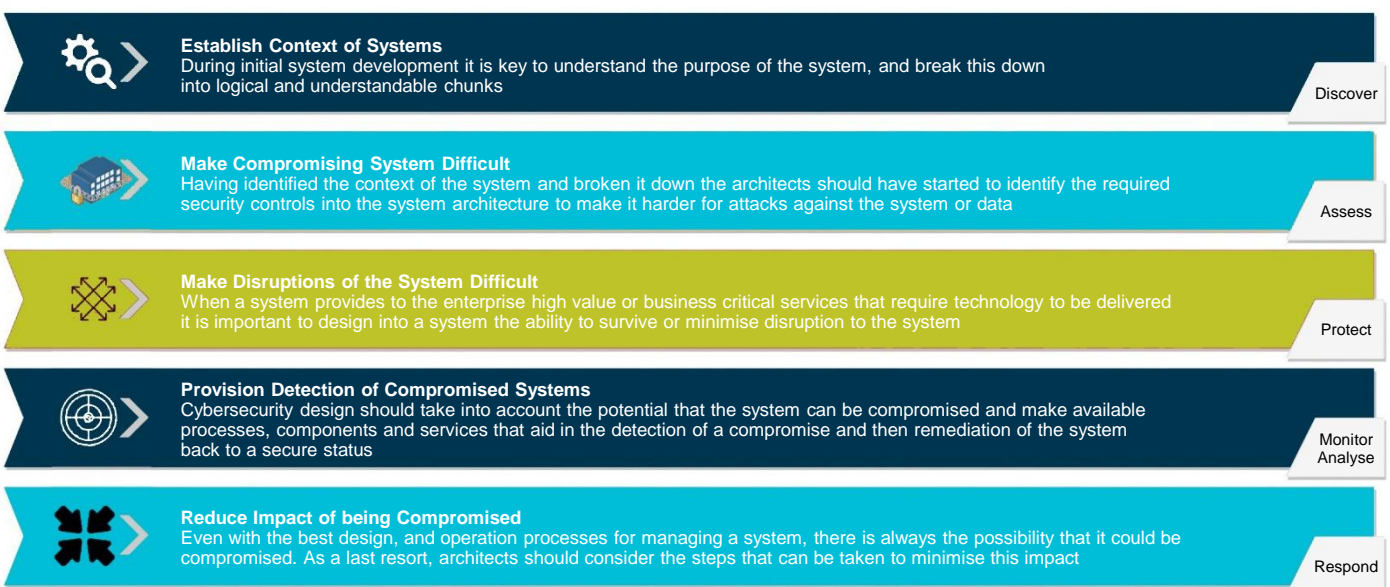 Establish Context of Systems
During initial system development it is key to understand the purpose of the system, and break this down
into logical and understandable chunks
Discover
Make Compromising System Difficult
Having identified the context of the system and broken it down the architects should have started to identify the required
security controls into the system architecture to make it harder for attacks against the system or data
Assess
Make Disruptions of the System Difficult
When a system provides to the enterprise high value or business critical services that require technology to be delivered
it is important to design into a system the ability to survive or minimise disruption to the system
Protect
Provision Detection of Compromised Systems
Cybersecurity design should take into account the potential that the system can be compromised and make available
processes, components and services that aid in the detection of a compromise and then remediation of the system
back to a secure status
Monitor
Analyse
Reduce Impact of being Compromised
Even with the best design, and operation processes for managing a system, there is always the possibility that it could be
compromised. As a last resort, architects should consider the steps that can be taken to minimise this impact
Respond